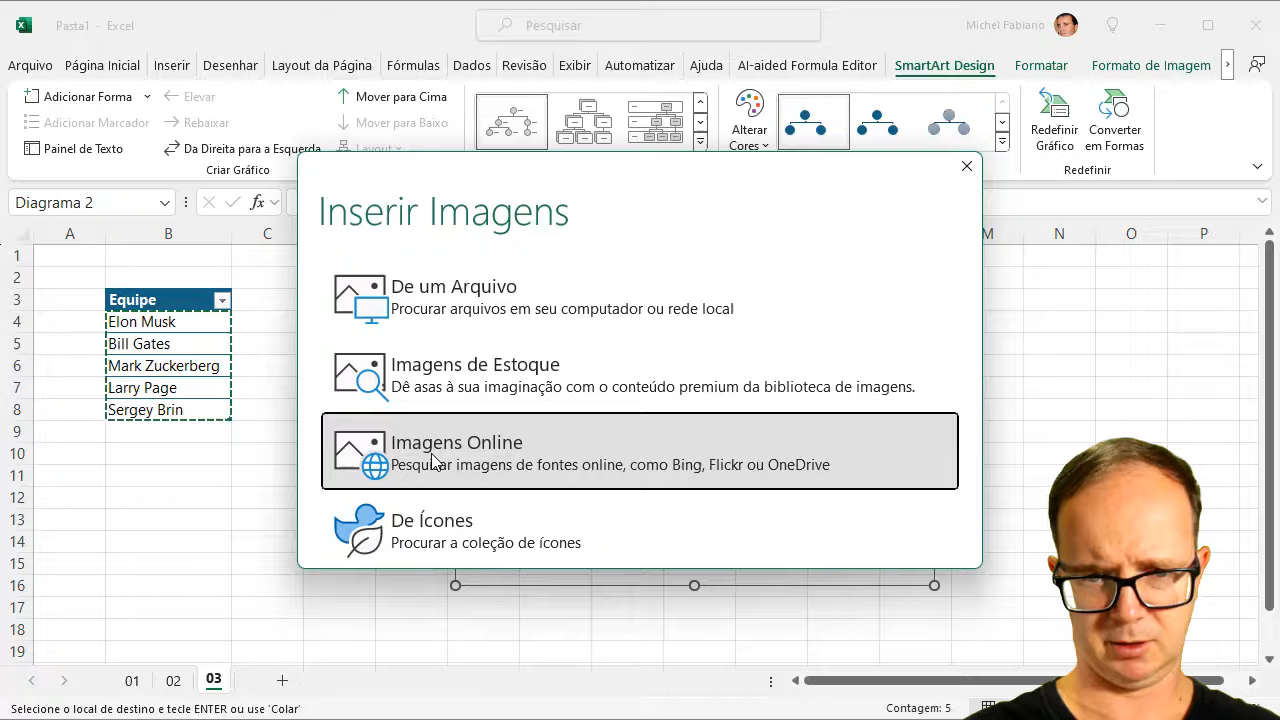 Pasta1 - Excel
Pesquisar
Michel Fabiano
Arquivo Página Inicial Inserir Desenhar Layout da Página Fórmulas Dados Revisão Exibir Automatizar Ajuda AI-aided Formula Editor SmartArt Design Formatar Formato de Imagem
Adicionar Forma Elevar Mover para Cima
Adicionar Marcador Rebaixar Mover para Baixo
Painel de Texto Da Direita para a Esquerda Layout
Criar Gráfico
Alterar
Cores
Redefinir
Gráfico
Converter
em Formas
Redefinir
Diagrama 2
fx
Inserir Imagens
De um Arquivo
Procurar arquivos em seu computador ou rede local
Imagens de Estoque
Dê asas à sua imaginação com o conteúdo premium da biblioteca de imagens.
Imagens Online
Pesquisar imagens de fontes online, como Bing, Flickr ou OneDrive
De Ícones
Procurar a coleção de ícones
A B C M N O P
1
2
3 Equipe
4 Elon Musk
5 Bill Gates
6 Mark Zuckerberg
7 Larry Page
8 Sergey Brin
9
10
11
12
13
14
15
16
17
18
19
01 02 03
Selecione o local de destino e tecle ENTER ou use 'Colar
Contagem: 5